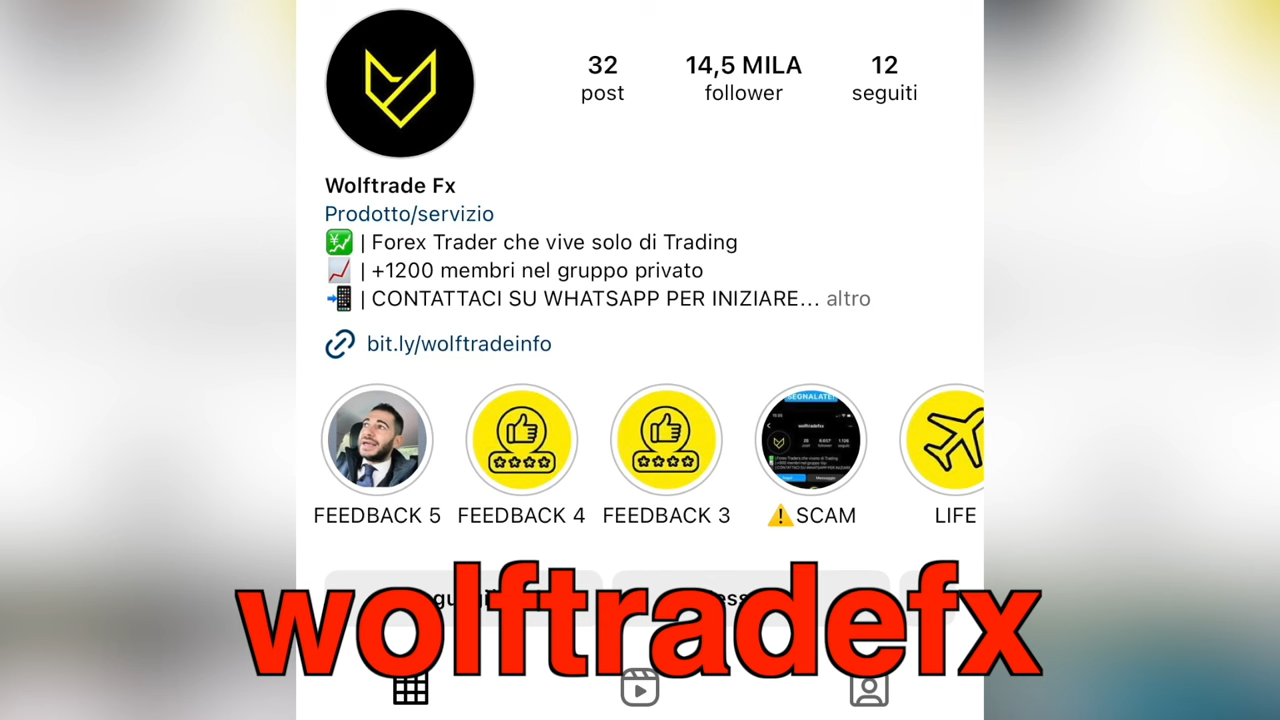 32
post
14,5 MILA
follower
12
seguiti
Wolftrade Fx
Prodotto/servizio
| Forex Trader che vive solo di Trading
| +1200 membri nel gruppo privato
| CONTATTACI SU WHATSAPP PER INIZIARE... altro
bit.ly/wolftradeinfo
SEGNALATE!
wolftradefx
FEEDBACK 5
FEEDBACK 4
FEEDBACK 3
⚠️SCAM
LIFE
wolftradefx